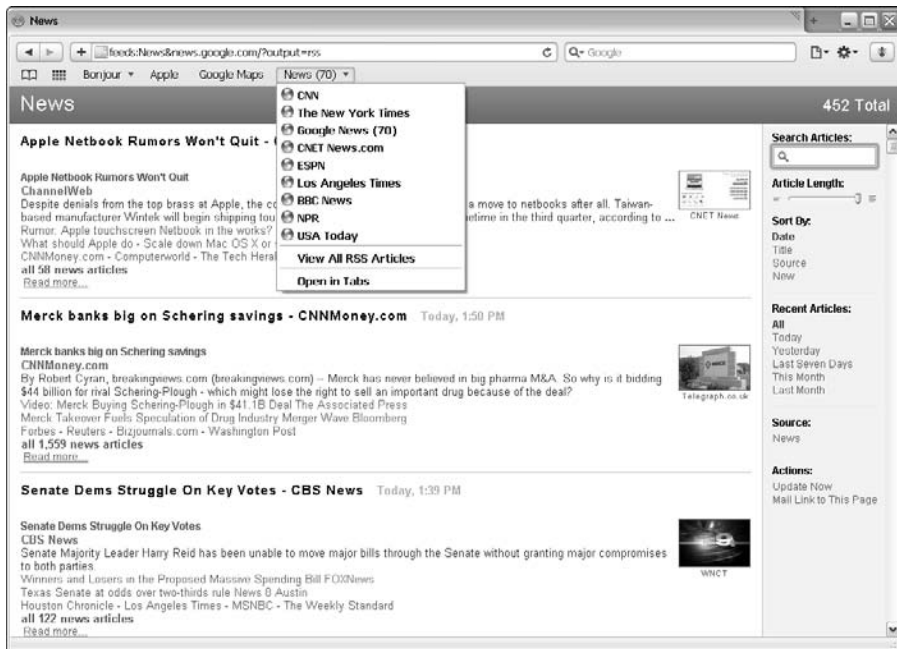 News
feeds:News&news.google.com/?output=rss
Google
Bonjour
Apple
Google Maps
News (70)
News
452 Total
CNN
The New York Times
Google News (70)
CNET News.com
ESPN
Los Angeles Times
BBC News
NPR
USA Today
View All RSS Articles
Open in Tabs
Apple Netbook Rumors Won't Quit -
Apple Netbook Rumors Won't Quit
ChannelWeb
Despite denials from the top brass at Apple, the a move to netbooks after all. Taiwan-
based manufacturer Wintek will begin shipping in the third quarter, according to ...
Rumor. Apple touchscreen Netbook in the works?
What should Apple do - Scale down Mac OS X or
CNNMoney.com - Computerworld - The Tech
all 58 news articles
Read more...
CNET News
Merck banks big on Schering savings - CNNMoney.com Today, 1:50 PM
Merck banks big on Schering savings
CNNMoney.com
By Robert Cyran, breakingviews.com (breakingviews.com) -- Merck has never believed in big pharma M&A. So why is it bidding
$44 billion for rival Schering-Plough - which might lose the right to sell an important drug because of the deal?
Video: Merck Buying Schering-Plough in $41.1B Deal The Associated Press
Merck Takeover Fuels Speculation of Drug Industry Merger Wave Bloomberg
Forbes - Reuters - Bizjournals.com - Washington Post
all 1,559 news articles
Read more...
Telegraph.co.uk
Senate Dems Struggle On Key Votes - CBS News Today, 1:39 PM
Senate Dems Struggle On Key Votes
CBS News
Senate Majority Leader Harry Reid has been unable to move major bills through the Senate without granting major compromises
to both parties.
Winners and Losers in the Proposed Massive Spending Bill FOXNews
Texas Senate at odds over two-thirds rule News 8 Austin
Houston Chronicle - Los Angeles Times - MSNBC - The Weekly Standard
all 122 news articles
Read more...
WNCT
Search Articles:
Article Length:
Sort By:
Date
Title
Source
New
Recent Articles:
All
Today
Yesterday
Last Seven Days
This Month
Last Month
Source:
News
Actions:
Update Now
Mail Link to This Page